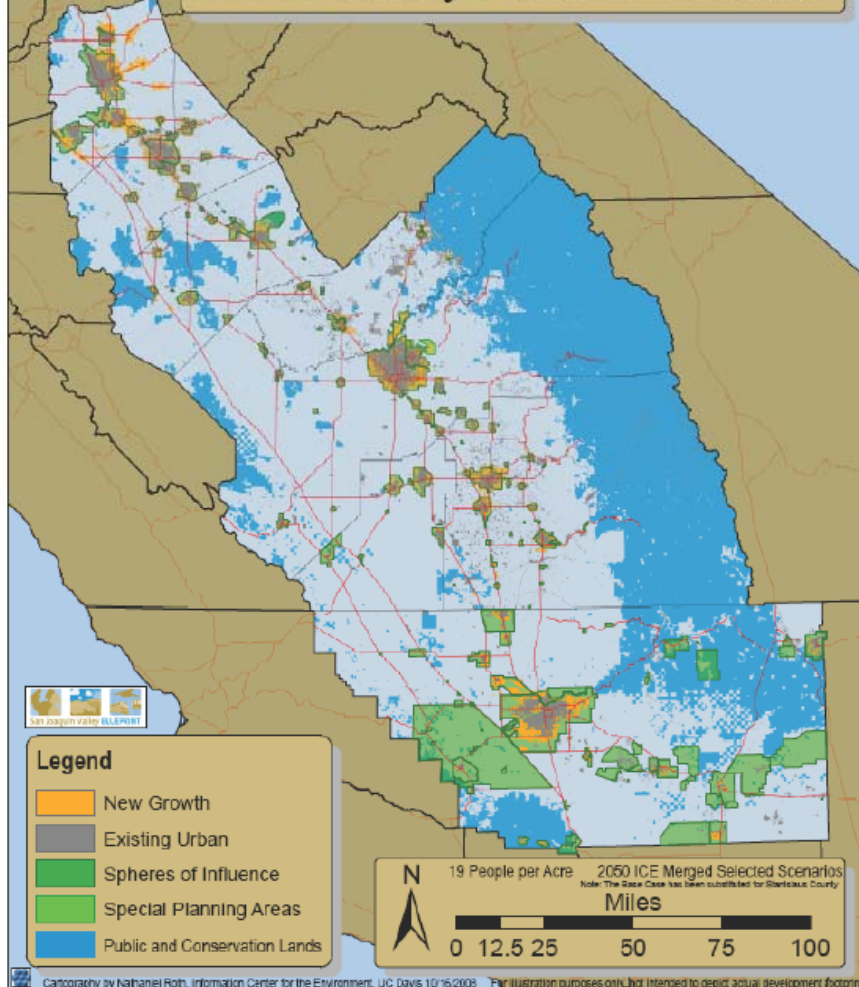 San Joaquin Valley BLUEPRINT
Legend
New Growth
Existing Urban
Spheres of Influence
Special Planning Areas
Public and Conservation Lands
N
19 People per Acre 2050 ICE Merged Selected Scenarios
Note: The Base Case has been substituted for Stanislaus County
Miles
0 12.5 25 50 75 100
Cartography by Nathaniel Roth, Information Center for the Environment, UC Davis 10/16/2008 For illustration purposes only, not intended to depict actual development footprint